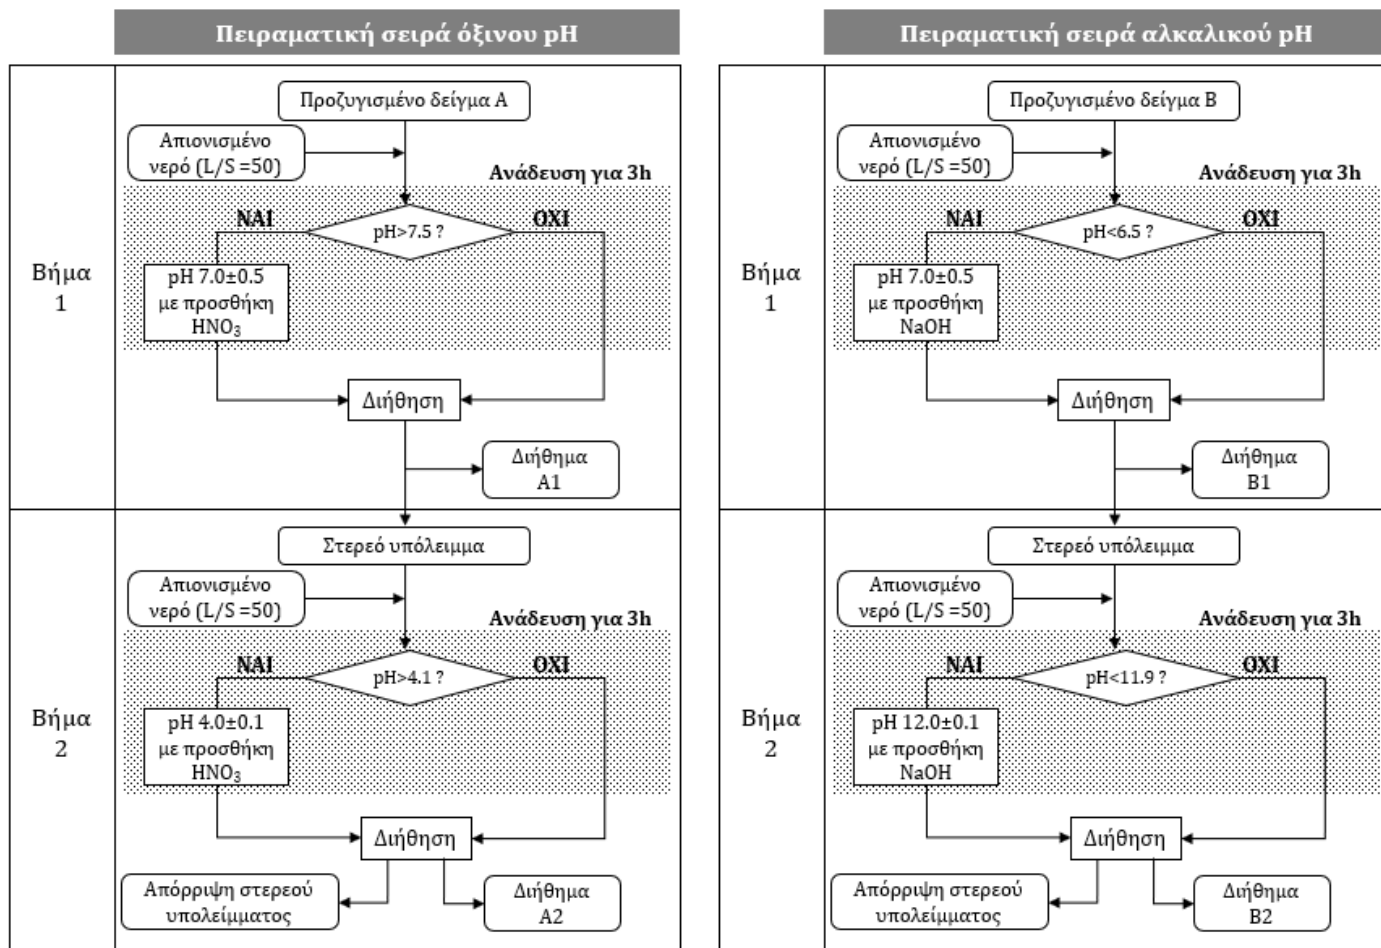 Πειραματική σειρά όξινου pH
Βήμα
1
Προζυγισμένο δείγμα Α
Απιονισμένο
νερό (L/S =50)
Ανάδευση για 3h
ΝΑΙ
pH>7.5 ?
ΟΧΙ
pH 7.0±0.5
με προσθήκη
HNO₃
Διήθηση
Διήθημα
Α1
Βήμα
2
Στερεό υπόλειμμα
Απιονισμένο
νερό (L/S =50)
Ανάδευση για 3h
ΝΑΙ
pH>4.1 ?
ΟΧΙ
pH 4.0±0.1
με προσθήκη
HNO₃
Διήθηση
Απόρριψη στερεού
υπολείμματος
Διήθημα
Α2
Πειραματική σειρά αλκαλικού pH
Βήμα
1
Προζυγισμένο δείγμα Β
Απιονισμένο
νερό (L/S =50)
Ανάδευση για 3h
ΝΑΙ
pH<6.5 ?
ΟΧΙ
pH 7.0±0.5
με προσθήκη
NaOH
Διήθηση
Διήθημα
Β1
Βήμα
2
Στερεό υπόλειμμα
Απιονισμένο
νερό (L/S =50)
Ανάδευση για 3h
ΝΑΙ
pH<11.9 ?
ΟΧΙ
pH 12.0±0.1
με προσθήκη
NaOH
Διήθηση
Απόρριψη στερεού
υπολείμματος
Διήθημα
Β2